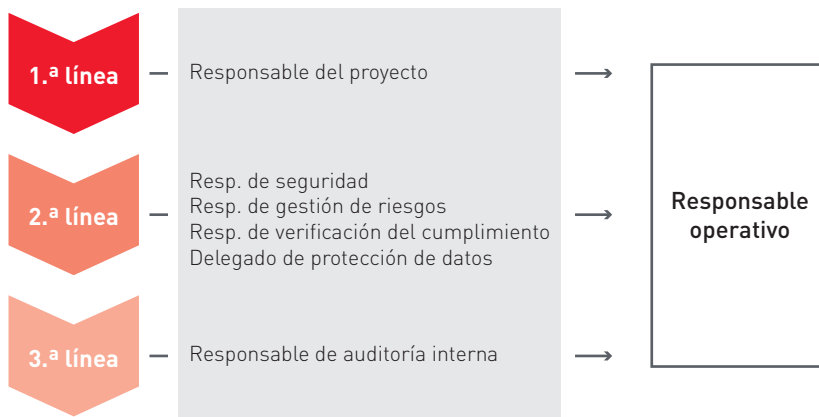 1.ª línea
Responsable del proyecto
2.ª línea
Resp. de seguridad
Resp. de gestión de riesgos
Resp. de verificación del cumplimiento
Delegado de protección de datos
3.ª línea
Responsable de auditoría interna
Responsable
operativo